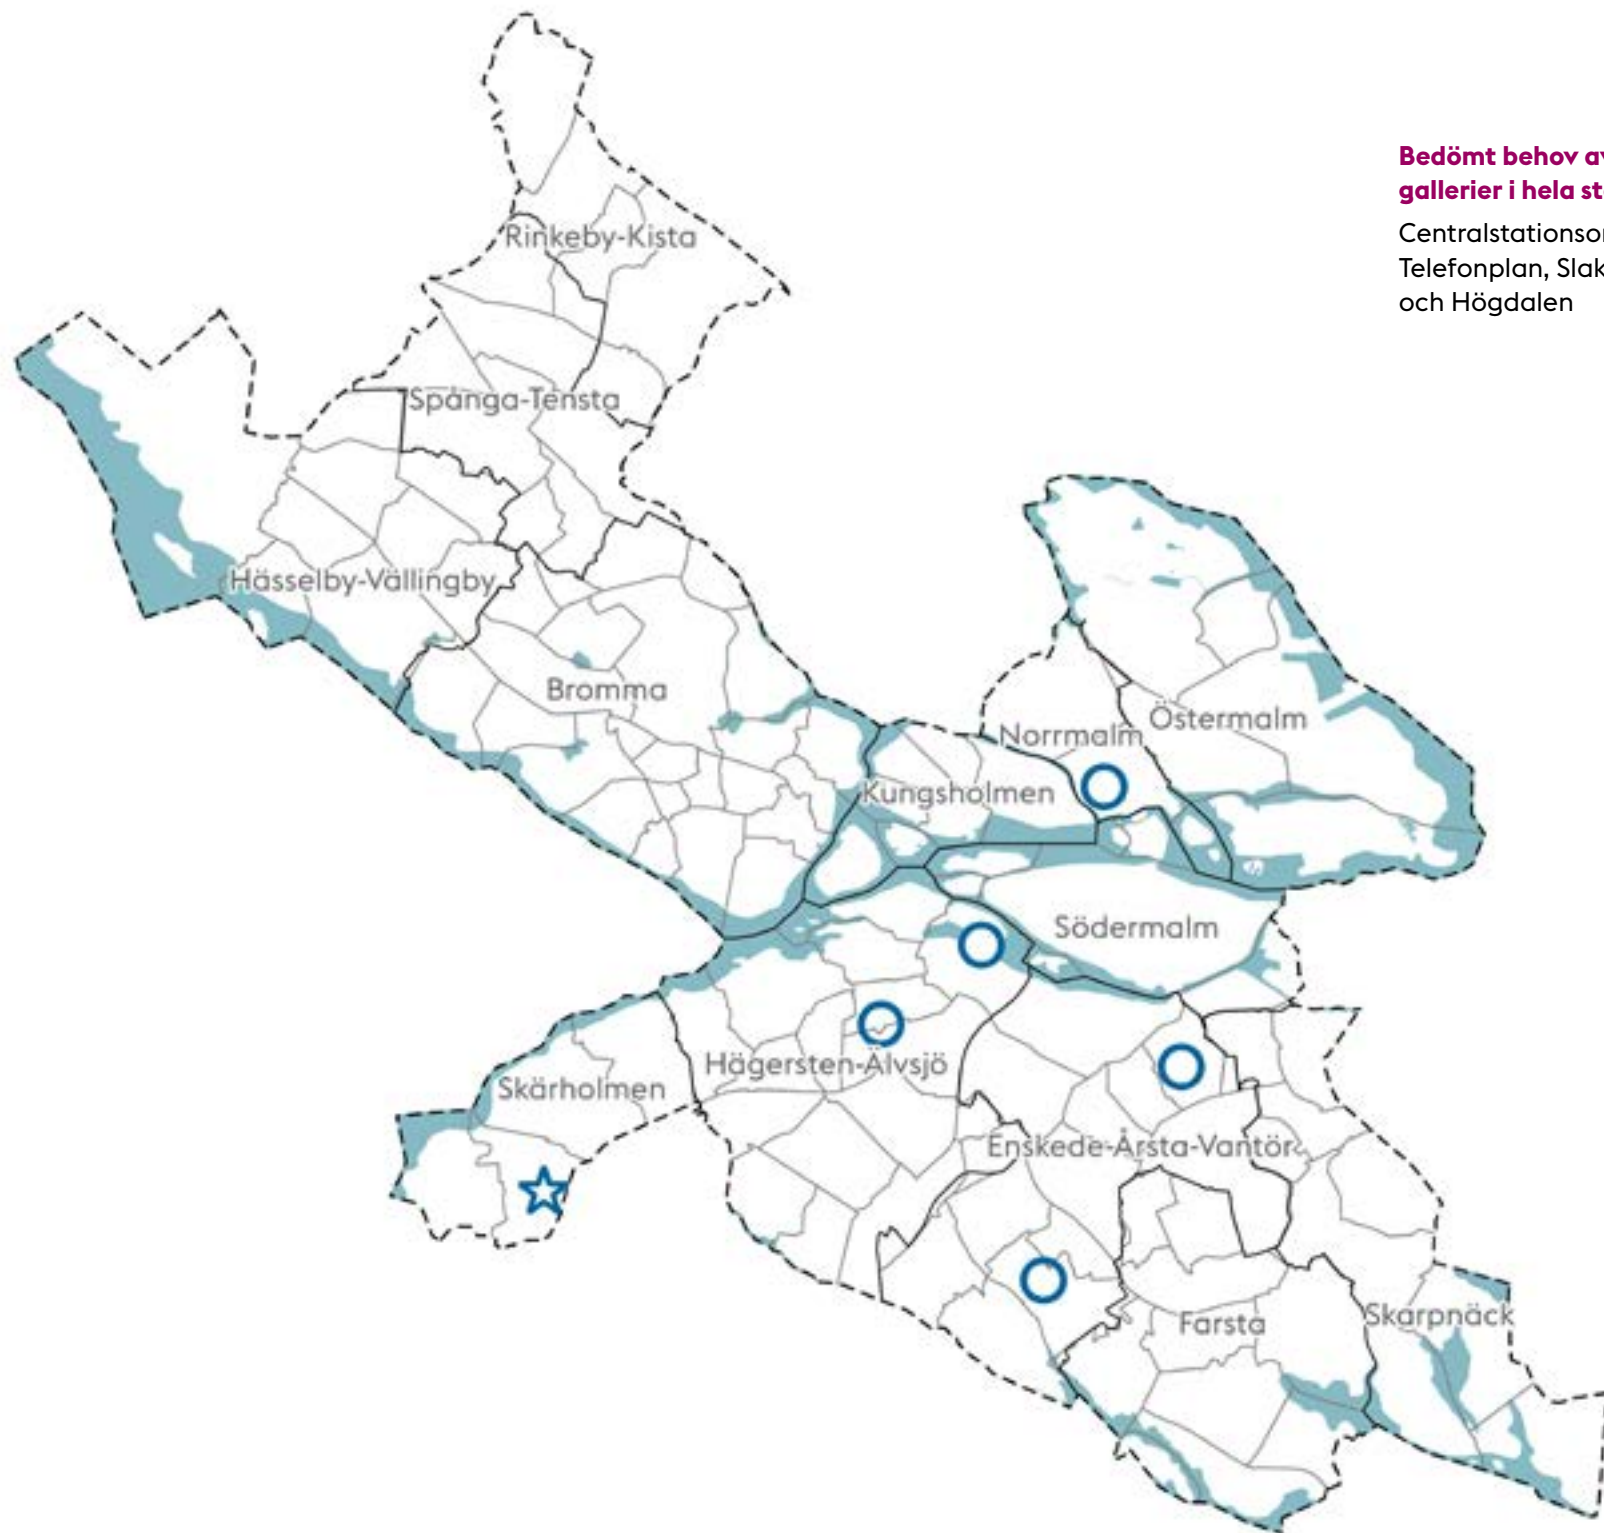 Bedömt behov av
gallerier i hela st
Centralstationso
Telefonplan, Slak
och Högdalen
Rinkeby-Kista
Spånga-Tensta
Hässelby-Vällingby
Bromma
Östermalm
Norrmalm
Kungsholmen
Södermalm
Hägersten-Älvsjö
Skärholmen
Enskede-Årsta-Vantör
Farsta
Skarpnäck